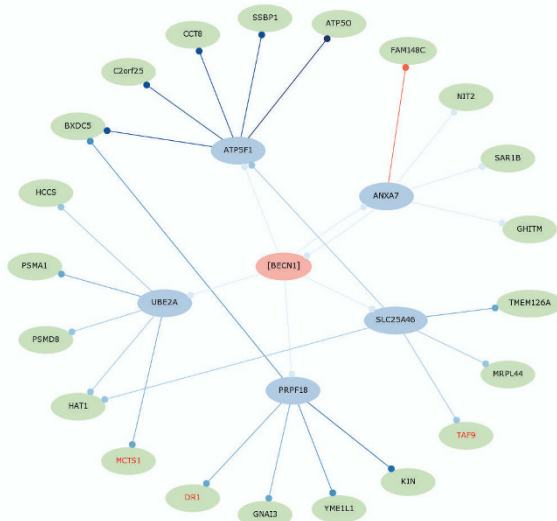 SSBP1
CCT8
ATP5O
FAM148C
C2orf25
NIT2
BXDC5
ATP5F1
SAR1B
HCCS
ANXA7
GHITM
PSMA1
[BECN1]
UBE2A
TMEM126A
SLC25A46
PSMD8
MRPL44
PRPF18
HAT1
TAF9
MCTS1
KIN
DR1
GNAI3
YME1L1